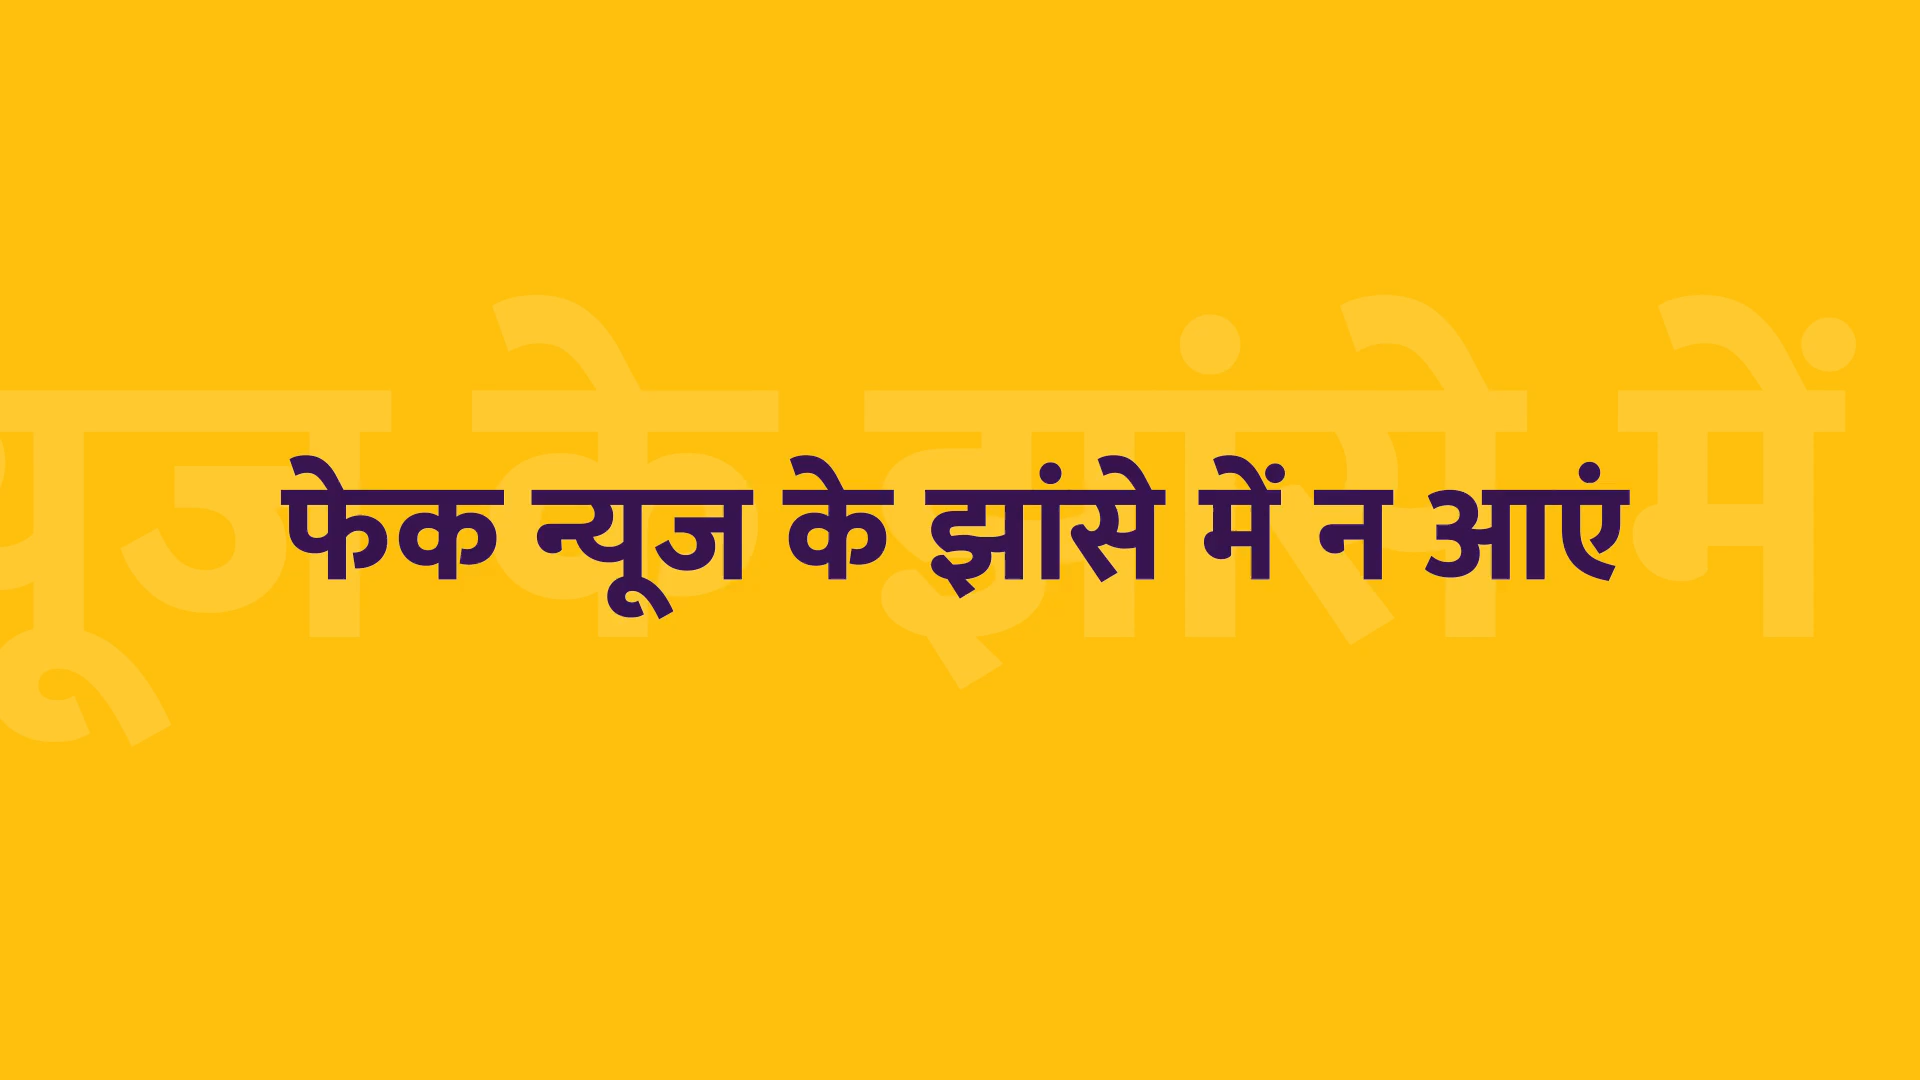 फेक न्यूज के झांसे में न आएं
न्यूज के झांसे में